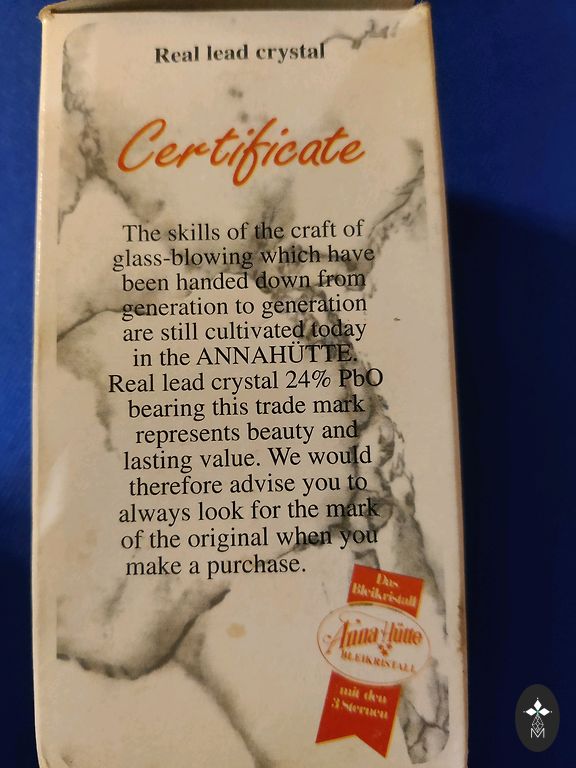 Real lead crystal
Certificate
The skills of the craft of
glass-blowing which have
been handed down from
generation to generation
are still cultivated today
in the ANNAHÜTTE.
Real lead crystal 24% PbO
bearing this trade mark
represents beauty and
lasting value. We would
therefore advise you to
always look for the mark
of the original when you
make a purchase.
Das
Bleikristall
Anna Hütte
BLEIKRISTALL
mit den
3 Sternen
M